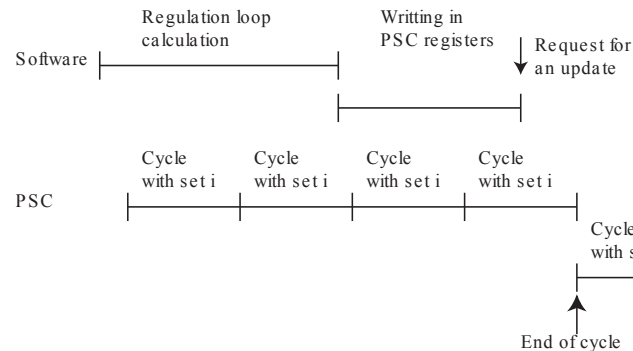 Regulation loop
calculation
Writting in
PSC registers
Software
Request for
an update
Cycle
with set i
Cycle
with set i
Cycle
with set i
Cycle
with set i
PSC
Cycle
with s
End of cycle